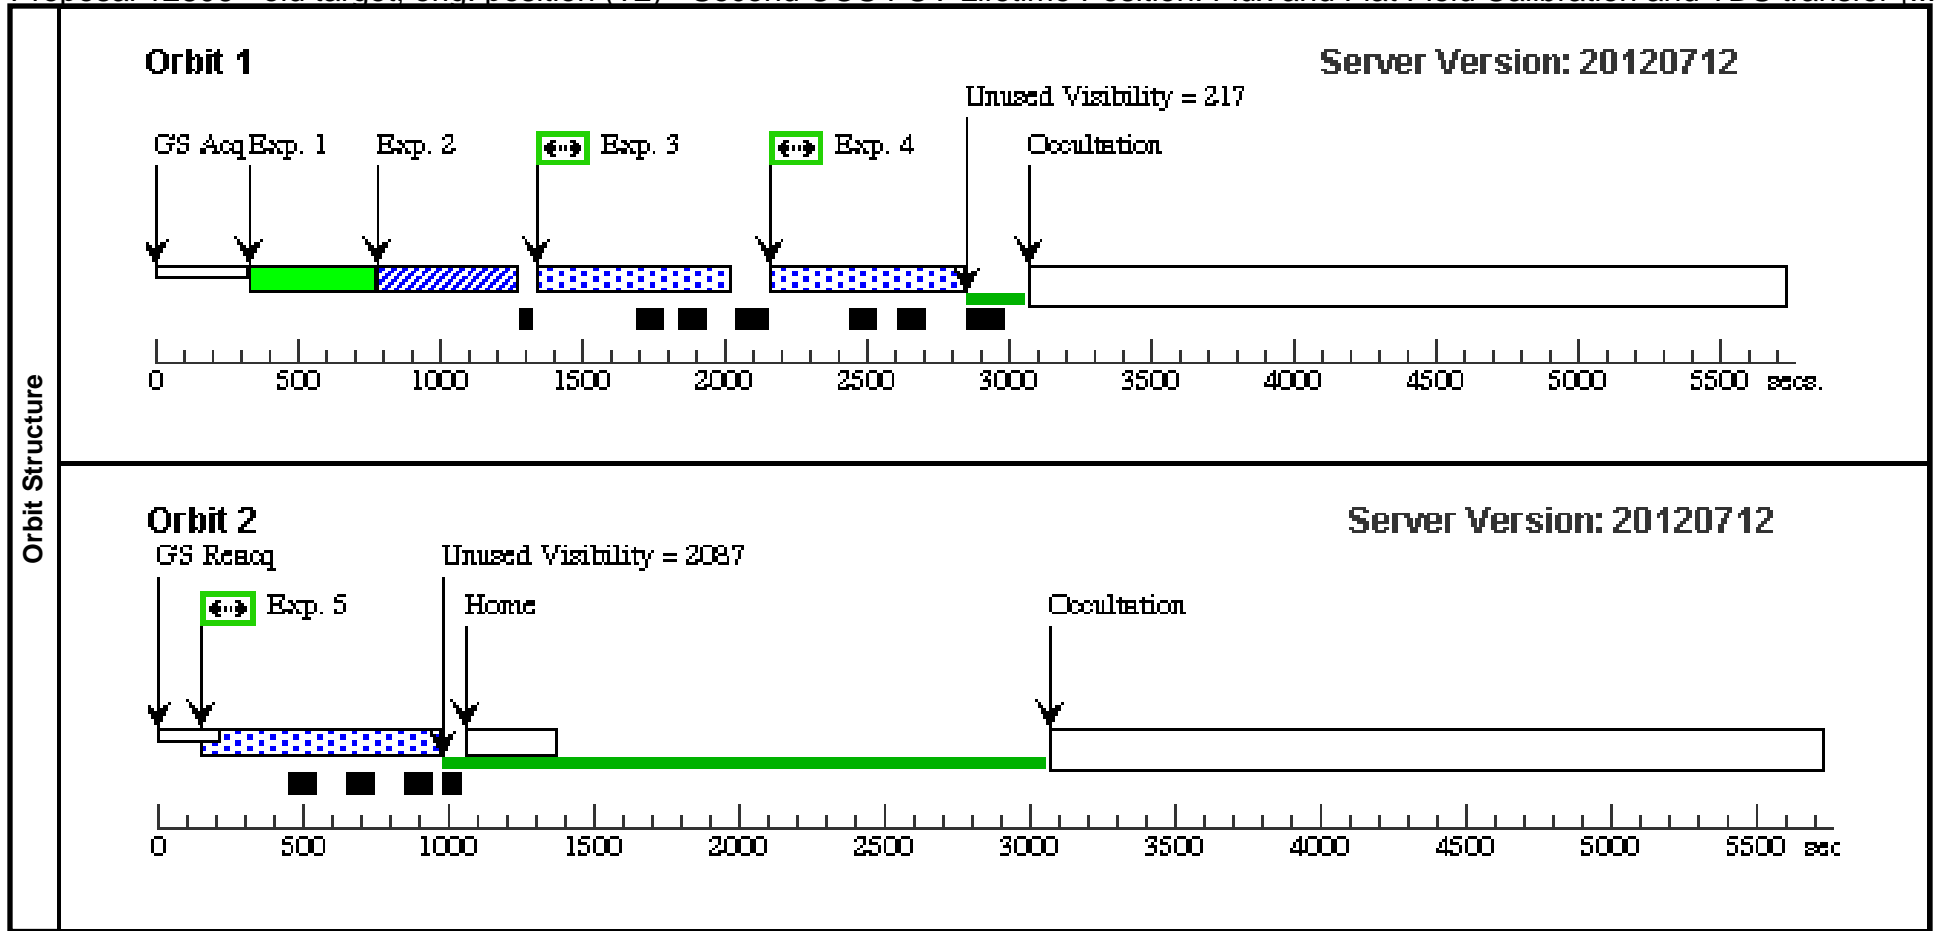 Orbit Structure
Orbit 1
Server Version: 20120712
Unused Visibility = 217
GS Acq Exp. 1 Exp. 2 Exp. 3 Exp. 4 Occultation
0 500 1000 1500 2000 2500 3000 3500 4000 4500 5000 5500 secs.
Orbit 2
Server Version: 20120712
GS Reacq Unused Visibility = 2087
Exp. 5 Home Occultation
0 500 1000 1500 2000 2500 3000 3500 4000 4500 5000 5500 sec